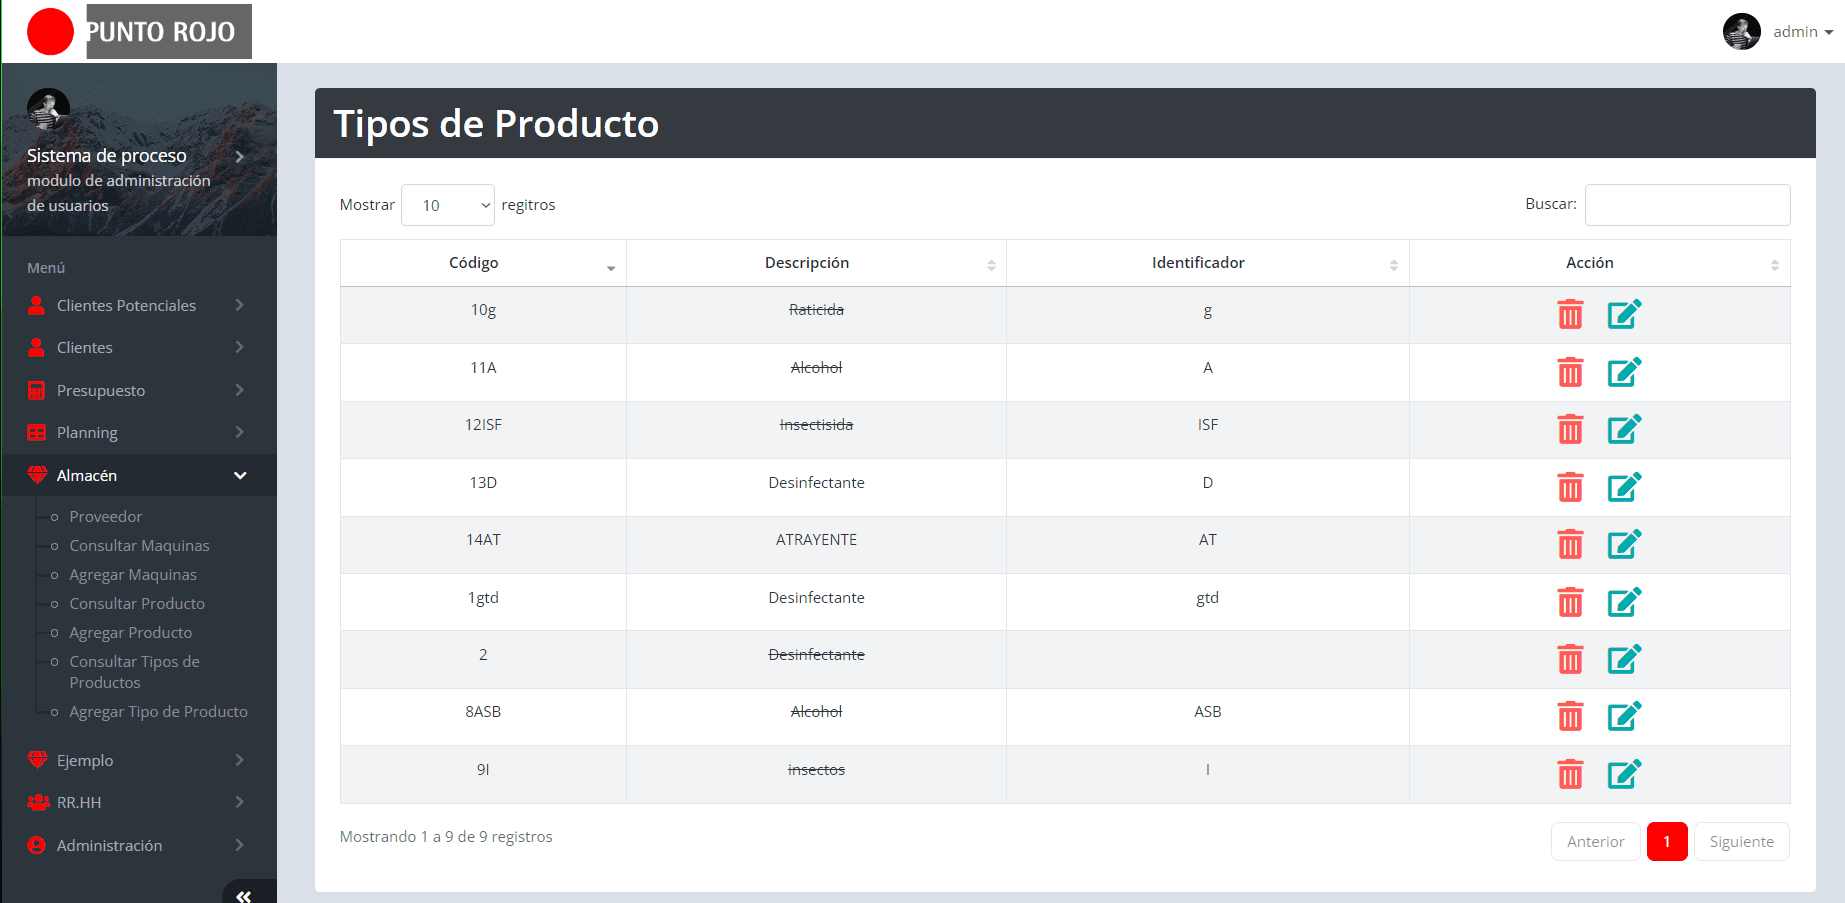 PUNTO ROJO
admin
Sistema de proceso
modulo de administración
de usuarios
Menú
Clientes Potenciales
Clientes
Presupuesto
Planning
Almacén
Proveedor
Consultar Maquinas
Agregar Maquinas
Consultar Producto
Agregar Producto
Consultar Tipos de
Productos
Agregar Tipo de Producto
Ejemplo
RR.HH
Administración
Tipos de Producto
Mostrar 10 regitros
Buscar:
Código Descripción Identificador Acción
10g Raticida g
11A Alcohol A
12ISF Insectisida ISF
13D Desinfectante D
14AT ATRAYENTE AT
1gtd Desinfectante gtd
2 Desinfectante
8ASB Alcohol ASB
9I insectos I
Mostrando 1 a 9 de 9 registros
Anterior 1 Siguiente